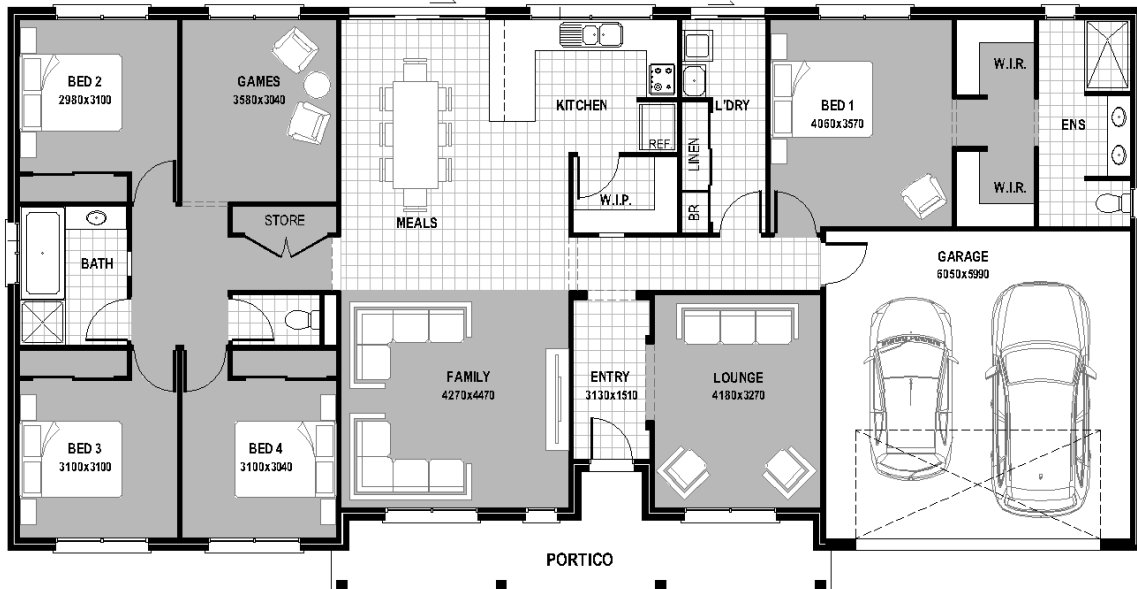 BED 2
2980x3100
GAMES
3580x3040
KITCHEN
REF.
W.I.P.
MEALS
LINEN
BR
L'DRY
BED 1
4060x3570
W.I.R.
W.I.R.
ENS
STORE
BATH
GARAGE
6050x5990
FAMILY
4270x4470
ENTRY
3130x1510
LOUNGE
4180x3270
BED 3
3100x3100
BED 4
3100x3040
PORTICO